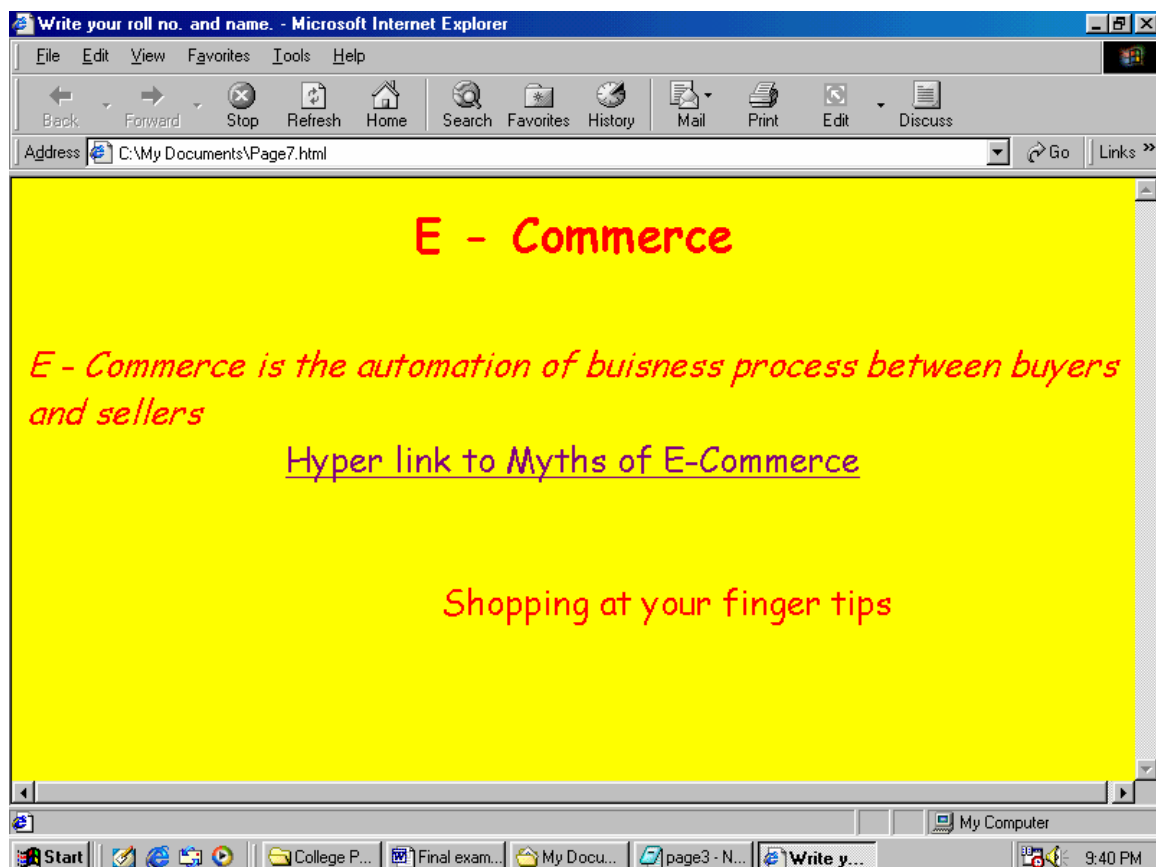 Write your roll no. and name. - Microsoft Internet Explorer
File Edit View Favorites Tools Help
Back Forward Stop Refresh Home Search Favorites History Mail Print Edit Discuss
Address C:\My Documents\Page7.html Go Links »
E - Commerce
E - Commerce is the automation of buisness process between buyers
and sellers
Hyper link to Myths of E-Commerce
Shopping at your finger tips
My Computer
Start College P... Final exam... My Docu... page3 - N... Write y... 9:40 PM